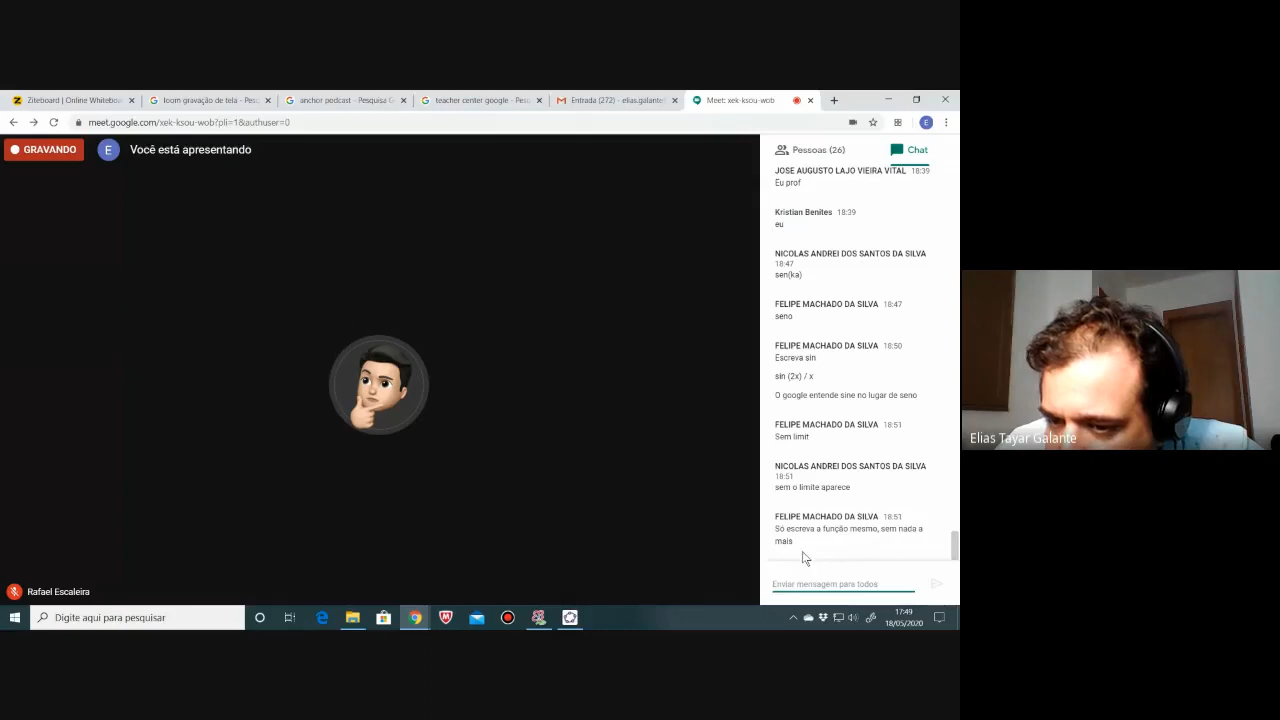 Ziteboard | Online Whiteboa
loom gravação de tela - Pesq
anchor podcast - Pesquisa G
teacher center google - Pesq
Entrada (272) - elias.galante
Meet: xek-ksou-wob
meet.google.com/xek-ksou-wob?pli=1&authuser=0
E
GRAVANDO
E
Você está apresentando
Pessoas (26)
Chat
JOSE AUGUSTO LAJO VIEIRA VITAL 18:39
Eu prof
Kristian Benites 18:39
eu
NICOLAS ANDREI DOS SANTOS DA SILVA
18:47
sen(ka)
FELIPE MACHADO DA SILVA 18:47
seno
FELIPE MACHADO DA SILVA 18:50
Escreva sin
sin (2x) / x
O google entende sine no lugar de seno
FELIPE MACHADO DA SILVA 18:51
Sem limit
NICOLAS ANDREI DOS SANTOS DA SILVA
18:51
sem o limite aparece
FELIPE MACHADO DA SILVA 18:51
Só escreva a função mesmo, sem nada a
mais
Enviar mensagem para todos
Rafael Escaleira
Elias Tayar Galante
Digite aqui para pesquisar
17:49
18/05/2020